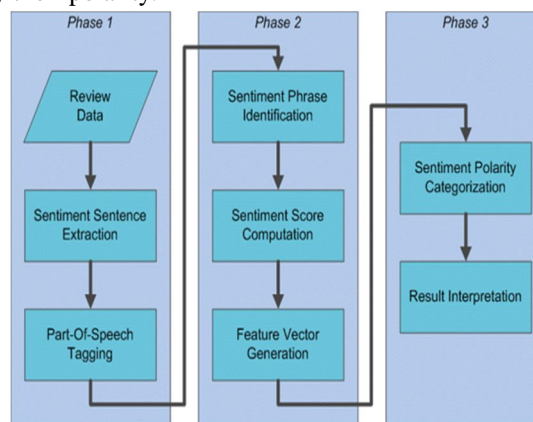 Phase 1
Review
Data
Sentiment Sentence
Extraction
Part-Of-Speech
Tagging
Phase 2
Sentiment Phrase
Identification
Sentiment Score
Computation
Feature Vector
Generation
Phase 3
Sentiment Polarity
Categorization
Result Interpretation